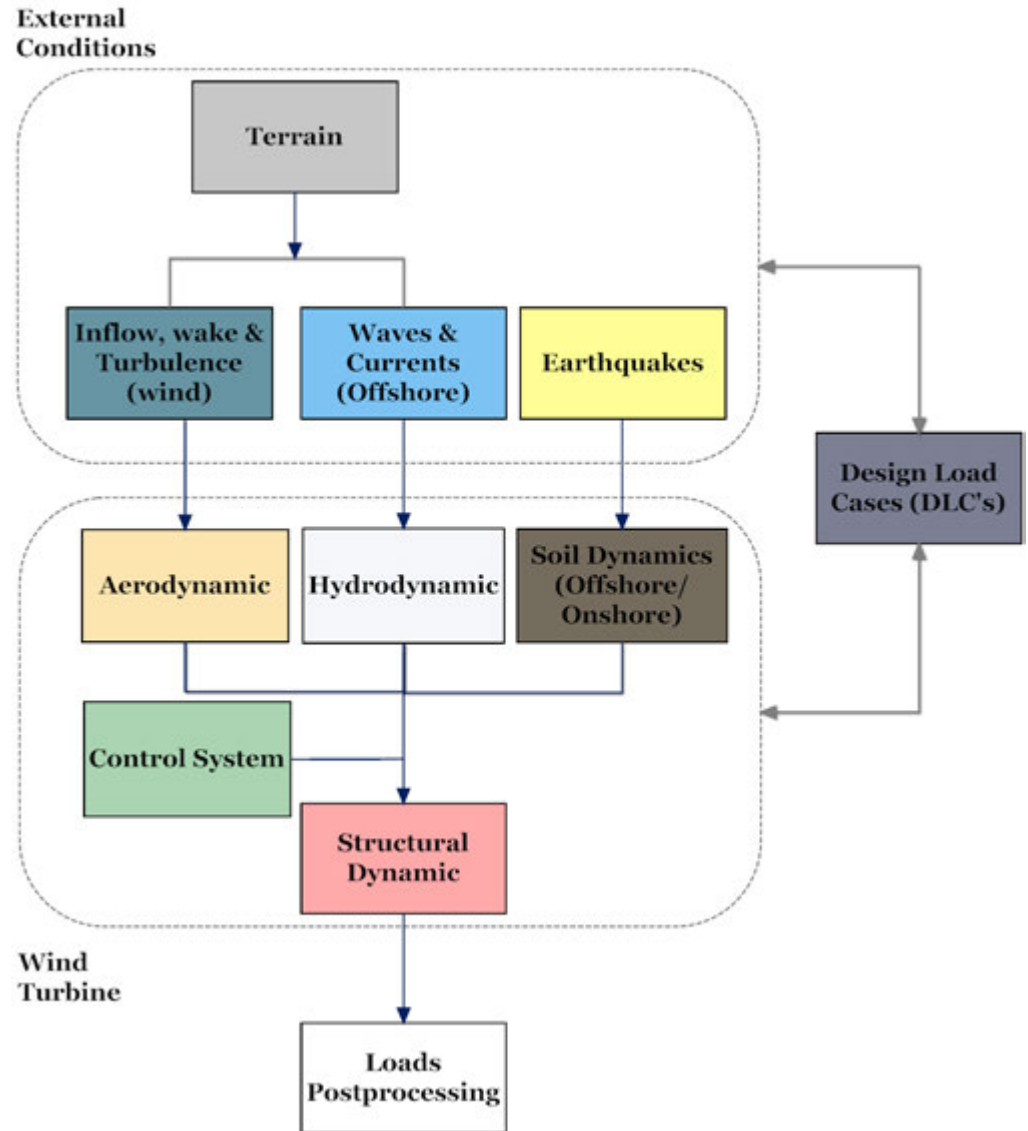 External
Conditions
Terrain
Inflow, wake &
Turbulence
(wind)
Waves &
Currents
(Offshore)
Earthquakes
Design Load
Cases (DLC's)
Aerodynamic
Hydrodynamic
Soil Dynamics
(Offshore/
Onshore)
Control System
Structural
Dynamic
Wind
Turbine
Loads
Postprocessing